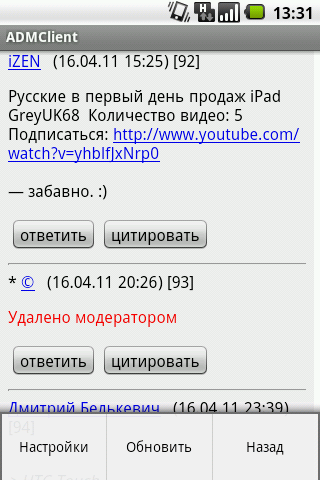 13:31
ADMClient
iZEN (16.04.11 15:25) [92]
Русские в первый день продаж iPad
GreyUK68 Количество видео: 5
Подписаться: http://www.youtube.com/
watch?v=yhblfJxNrp0
— забавно. :)
ответить цитировать
* © (16.04.11 20:26) [93]
Удалено модератором
ответить цитировать
Дмитрий Белькевич (16.04.11 23:39)
[94]
Настройки Обновить Назад